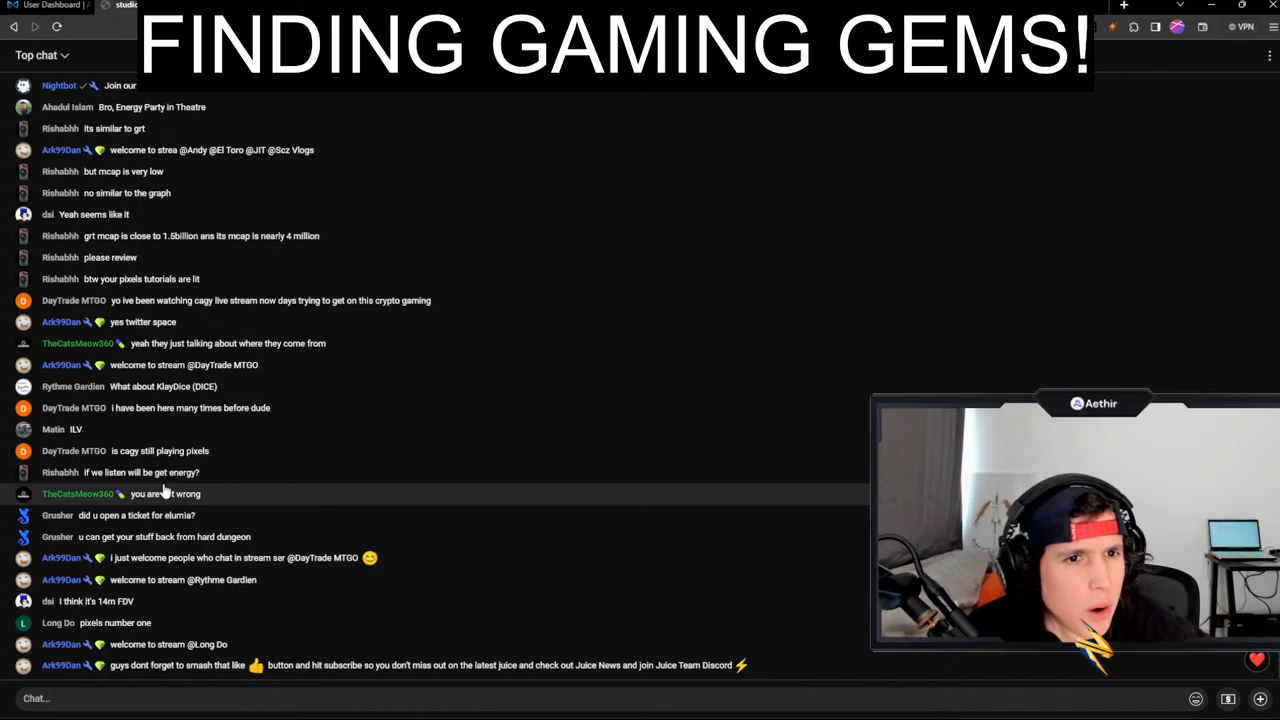 User Dashboard |
studio
VPN
FINDING GAMING GEMS!
Top chat
Nightbot Join our
Ahadul Islam Bro, Energy Party in Theatre
Rishabhh its similar to grt
Ark99Dan welcome to strea @Andy @El Toro @JIT @Scz Vlogs
Rishabhh but mcap is very low
Rishabhh no similar to the graph
dsi Yeah seems like it
Rishabhh grt mcap is close to 1.5billion ans its mcap is nearly 4 million
Rishabhh please review
Rishabhh btw your pixels tutorials are lit
D DayTrade MTGO yo ive been watching cagy live stream now days trying to get on this crypto gaming
Ark99Dan yes twitter space
TheCatsMeow360 yeah they just talking about where they come from
Ark99Dan welcome to stream @DayTrade MTGO
Rythme Gardien What about KlayDice (DICE)
D DayTrade MTGO i have been here many times before dude
Matin ILV
D DayTrade MTGO is cagy still playing pixels
Rishabhh if we listen will be get energy?
TheCatsMeow360 you are wrong
Grusher did u open a ticket for elumia?
Grusher u can get your stuff back from hard dungeon
Ark99Dan i just welcome people who chat in stream ser @DayTrade MTGO 😊
Ark99Dan welcome to stream @Rythme Gardien
dsi I think it's 14m FDV
L Long Do pixels number one
Ark99Dan welcome to stream @Long Do
Ark99Dan guys dont forget to smash that like 👍 button and hit subscribe so you don't miss out on the latest juice and check out Juice News and join Juice Team Discord ⚡
Chat...
Aethir